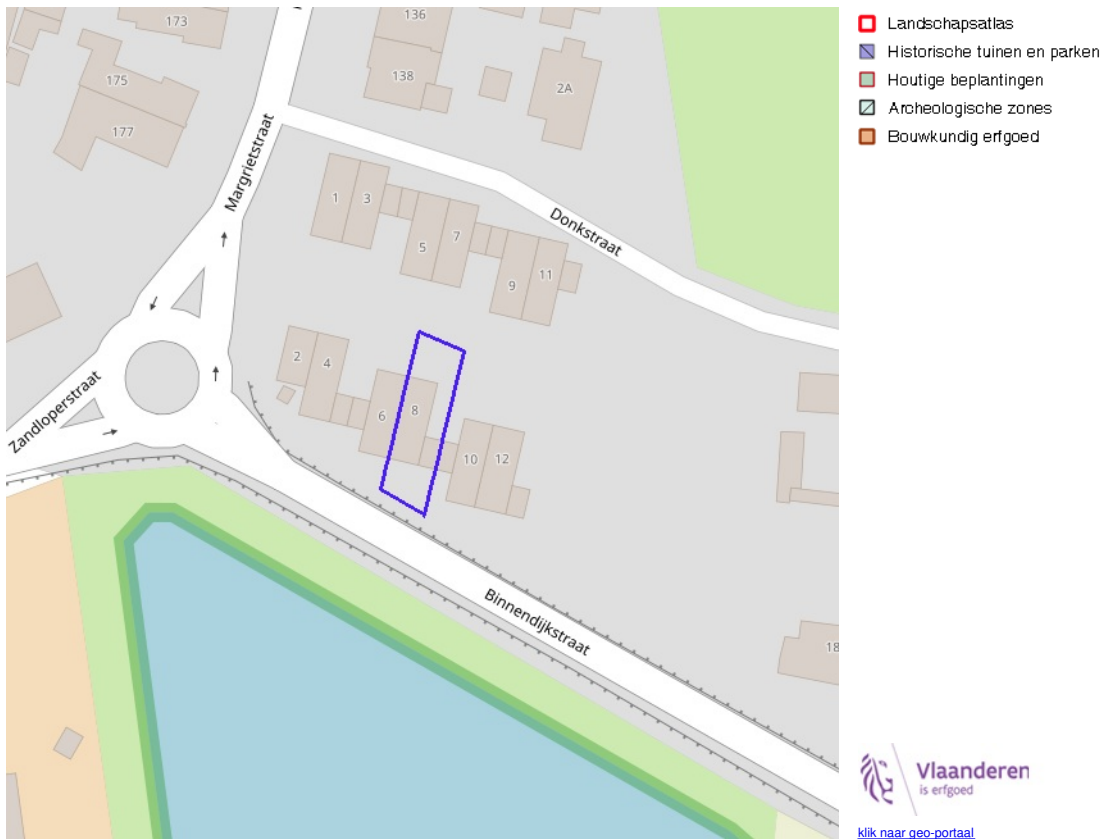 173
136
175
138
2A
177
Margrietstraat
1
3
5
7
Donkstraat
9
11
2
4
6
8
Zandloperstraat
10
12
Binnendijkstraat
18
Landschapsatlas
Historische tuinen en parken
Houtige beplantingen
Archeologische zones
Bouwkundig erfgoed
Vlaanderen
is erfgoed
klik naar geo-portaal